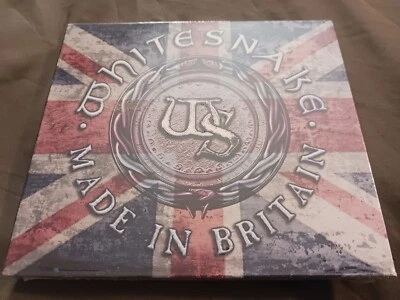 · WHITESNAKE ·
WS
MADE IN BRITAIN